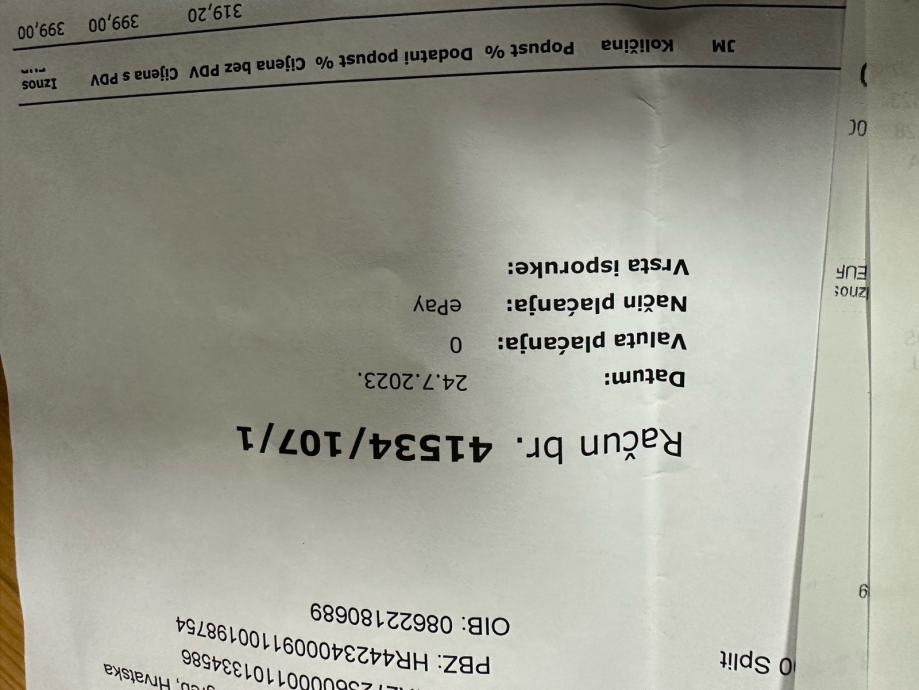 Hrvatska
PBZ: HR4423400091100198754
OIB: 08622180689
0 Split
Račun br. 41534/107/1
Datum: 24.7.2023.
Valuta plaćanja: 0
Način plaćanja: ePay
Vrsta isporuke:
EUR
JM Količina Popust % Dodatni popust % Cijena bez PDV Cijena s PDV Iznos
319,20 399,00 399,00